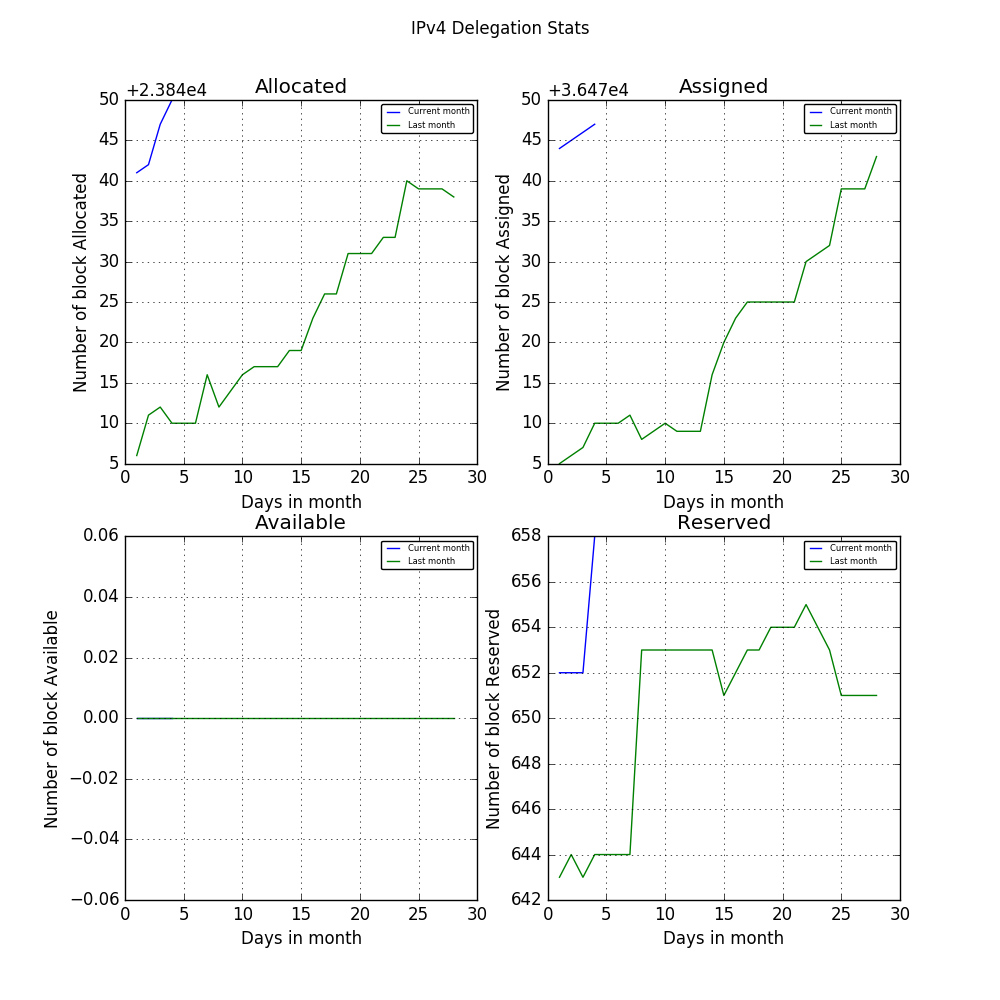 IPv4 Delegation Stats
+2.384e4
Allocated
Current month
Last month
Number of block Allocated
50
45
40
35
30
25
20
15
10
5
0 5 10 15 20 25 30
Days in month
+3.647e4
Assigned
Current month
Last month
Number of block Assigned
50
45
40
35
30
25
20
15
10
5
0 5 10 15 20 25 30
Days in month
Available
Current month
Last month
Number of block Available
0.06
0.04
0.02
0.00
−0.02
−0.04
−0.06
0 5 10 15 20 25 30
Days in month
Reserved
Current month
Last month
Number of block Reserved
658
656
654
652
650
648
646
644
642
0 5 10 15 20 25 30
Days in month